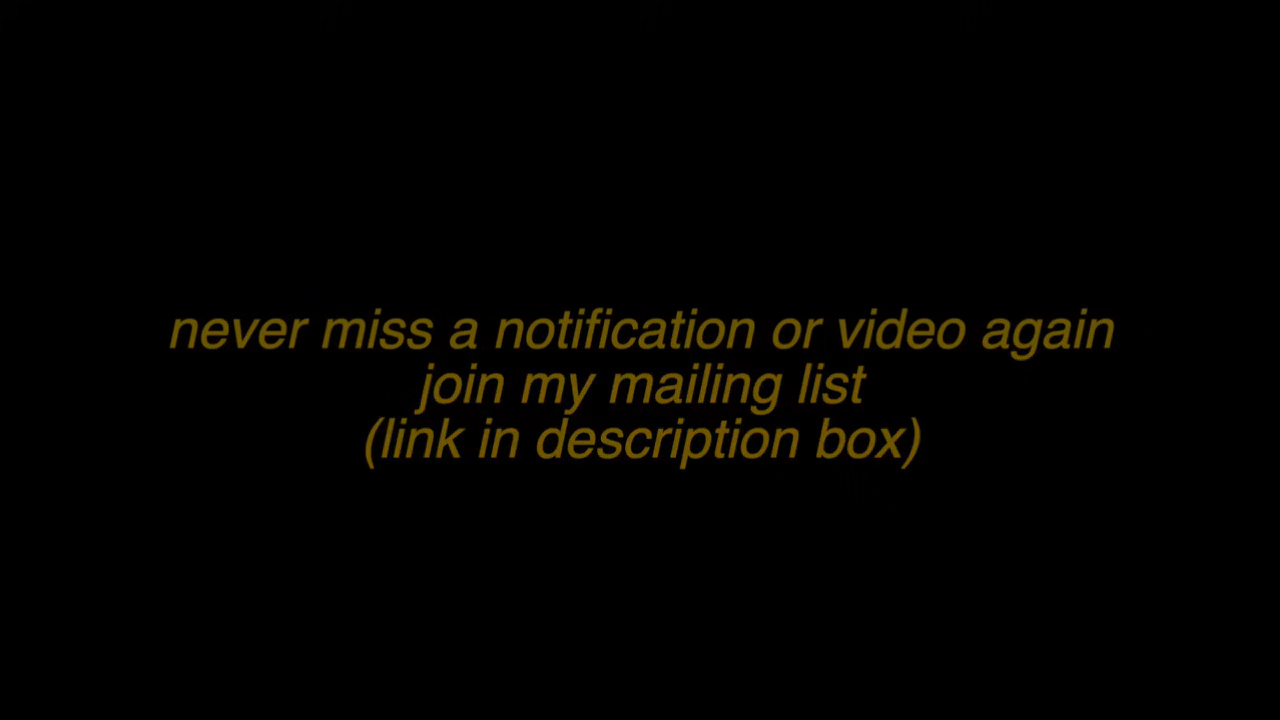 never miss a notification or video again
join my mailing list
(link in description box)